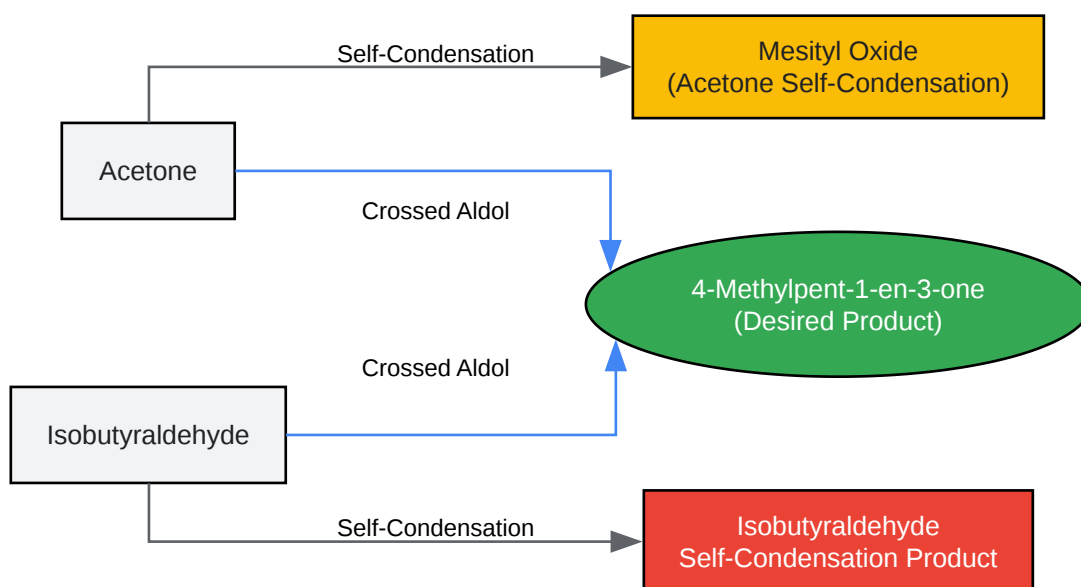 Self-Condensation
Mesityl Oxide
(Acetone Self-Condensation)
Acetone
Crossed Aldol
4-Methylpent-1-en-3-one
(Desired Product)
Crossed Aldol
Isobutyraldehyde
Self-Condensation
Isobutyraldehyde
Self-Condensation Product